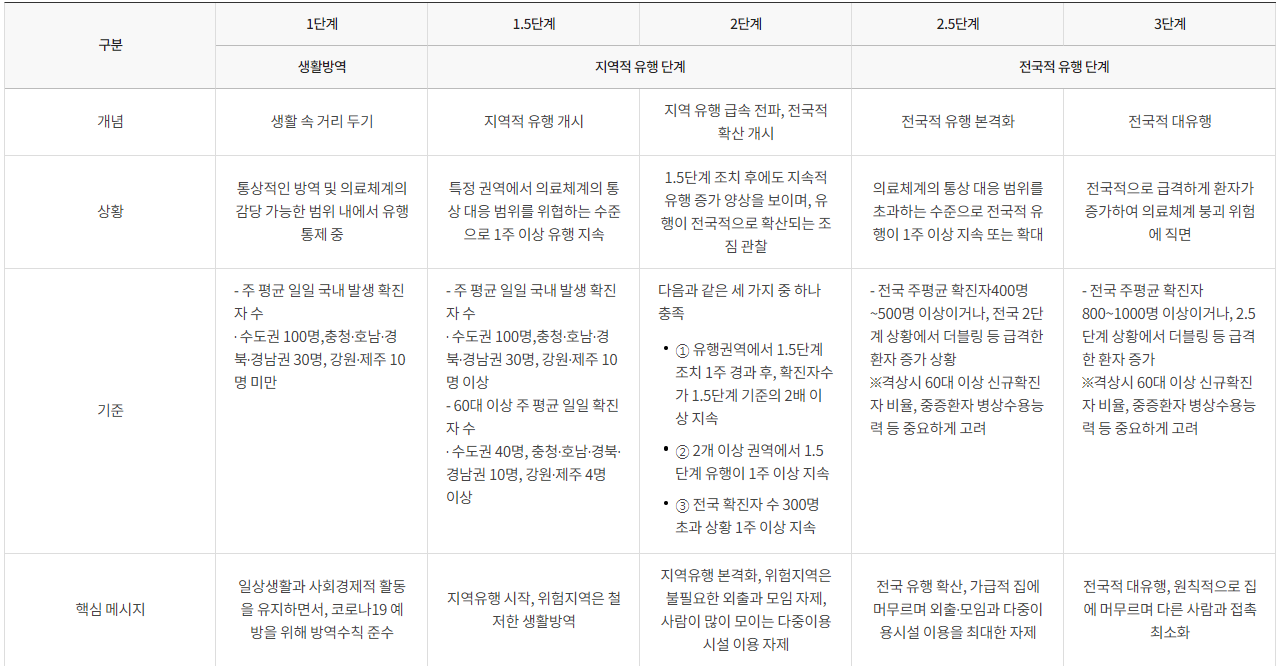 구분
1단계
1.5단계
2단계
2.5단계
3단계
생활방역
지역적 유행 단계
전국적 유행 단계
개념
생활 속 거리 두기
지역적 유행 개시
지역 유행 급속 전파, 전국적
확산 개시
전국적 유행 본격화
전국적 대유행
상황
통상적인 방역 및 의료체계의
감당 가능한 범위 내에서 유행
통제 중
특정 권역에서 의료체계의 통
상 대응 범위를 위협하는 수준
으로 1주 이상 유행 지속
1.5단계 조치 후에도 지속적
유행 증가 양상을 보이며, 유
행이 전국적으로 확산되는 조
짐 관찰
의료체계의 통상 대응 범위를
초과하는 수준으로 전국적 유
행이 1주 이상 지속 또는 확대
전국적으로 급격하게 환자가
증가하여 의료체계 붕괴 위험
에 직면
기준
- 주 평균 일일 국내 발생 확진
자 수
· 수도권 100명,충청·호남·경
북·경남권 30명, 강원·제주 10
명 미만
- 주 평균 일일 국내 발생 확진
자 수
· 수도권 100명,충청·호남·경
북·경남권 30명, 강원·제주 10
명 이상
- 60대 이상 주 평균 일일 확진
자 수
· 수도권 40명, 충청·호남·경북·
경남권 10명, 강원·제주 4명
이상
다음과 같은 세 가지 중 하나
충족
• ① 유행권역에서 1.5단계
조치 1주 경과 후, 확진자수
가 1.5단계 기준의 2배 이
상 지속
• ② 2개 이상 권역에서 1.5
단계 유행이 1주 이상 지속
• ③ 전국 확진자 수 300명
초과 상황 1주 이상 지속
- 전국 주평균 확진자400명
~500명 이상이거나, 전국 2단
계 상황에서 더블링 등 급격한
환자 증가 상황
※격상시 60대 이상 신규확진
자 비율, 중증환자 병상수용능
력 등 중요하게 고려
- 전국 주평균 확진자
800~1000명 이상이거나, 2.5
단계 상황에서 더블링 등 급격
한 환자 증가
※격상시 60대 이상 신규확진
자 비율, 중증환자 병상수용능
력 등 중요하게 고려
핵심 메시지
일상생활과 사회경제적 활동
을 유지하면서, 코로나19 예
방을 위해 방역수칙 준수
지역유행 시작, 위험지역은 철
저한 생활방역
지역유행 본격화, 위험지역은
불필요한 외출과 모임 자제,
사람이 많이 모이는 다중이용
시설 이용 자제
전국 유행 확산, 가급적 집에
머무르며 외출·모임과 다중이
용시설 이용을 최대한 자제
전국적 대유행, 원칙적으로 집
에 머무르며 다른 사람과 접촉
최소화